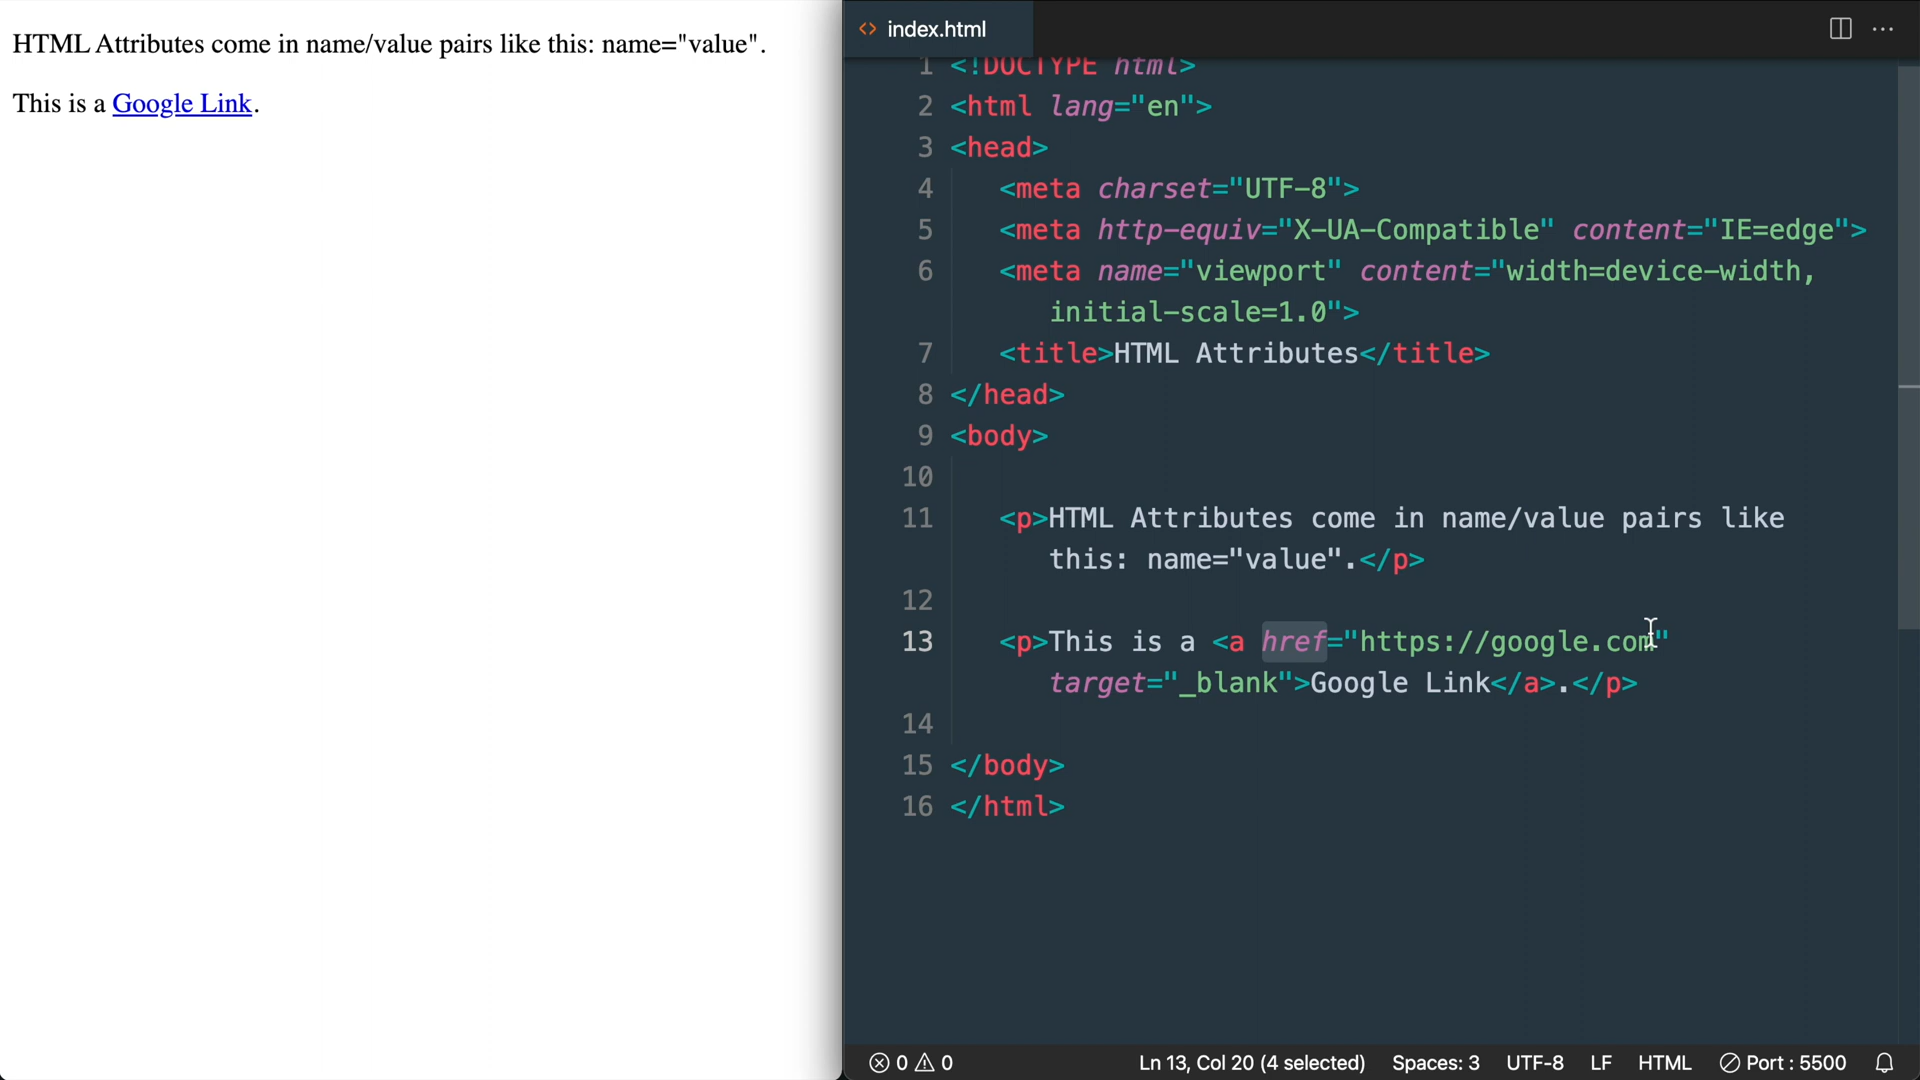 HTML Attributes come in name/value pairs like this: name="value".
This is a Google Link.
<> index.html
1 <!DOCTYPE html>
2 <html lang="en">
3 <head>
4 <meta charset="UTF-8">
5 <meta http-equiv="X-UA-Compatible" content="IE=edge">
6 <meta name="viewport" content="width=device-width,
initial-scale=1.0">
7 <title>HTML Attributes</title>
8 </head>
9 <body>
10
11 <p>HTML Attributes come in name/value pairs like
this: name="value".</p>
12
13 <p>This is a <a href="https://google.com"
target="_blank">Google Link</a>.</p>
14
15 </body>
16 </html>
0 0 Ln 13, Col 20 (4 selected) Spaces: 3 UTF-8 LF HTML Port : 5500